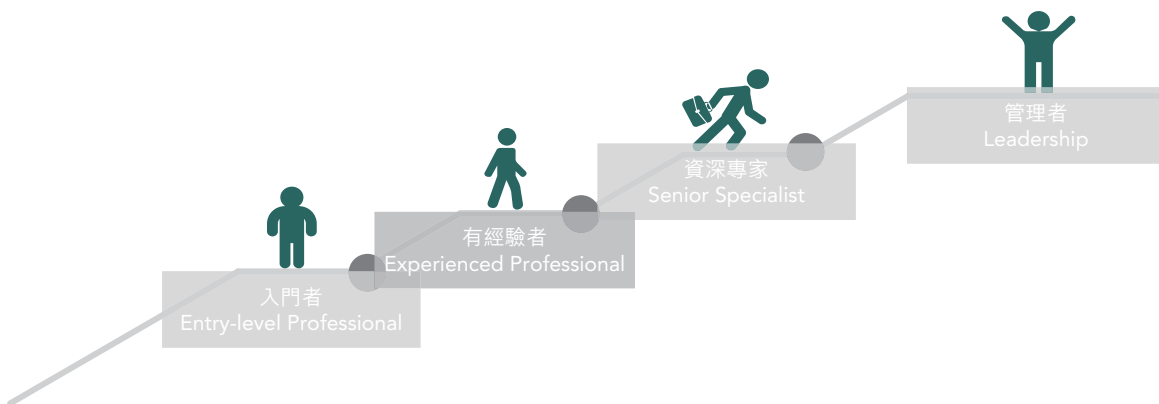 管理者
Leadership
資深專家
Senior Specialist
有經驗者
Experienced Professional
入門者
Entry-level Professional